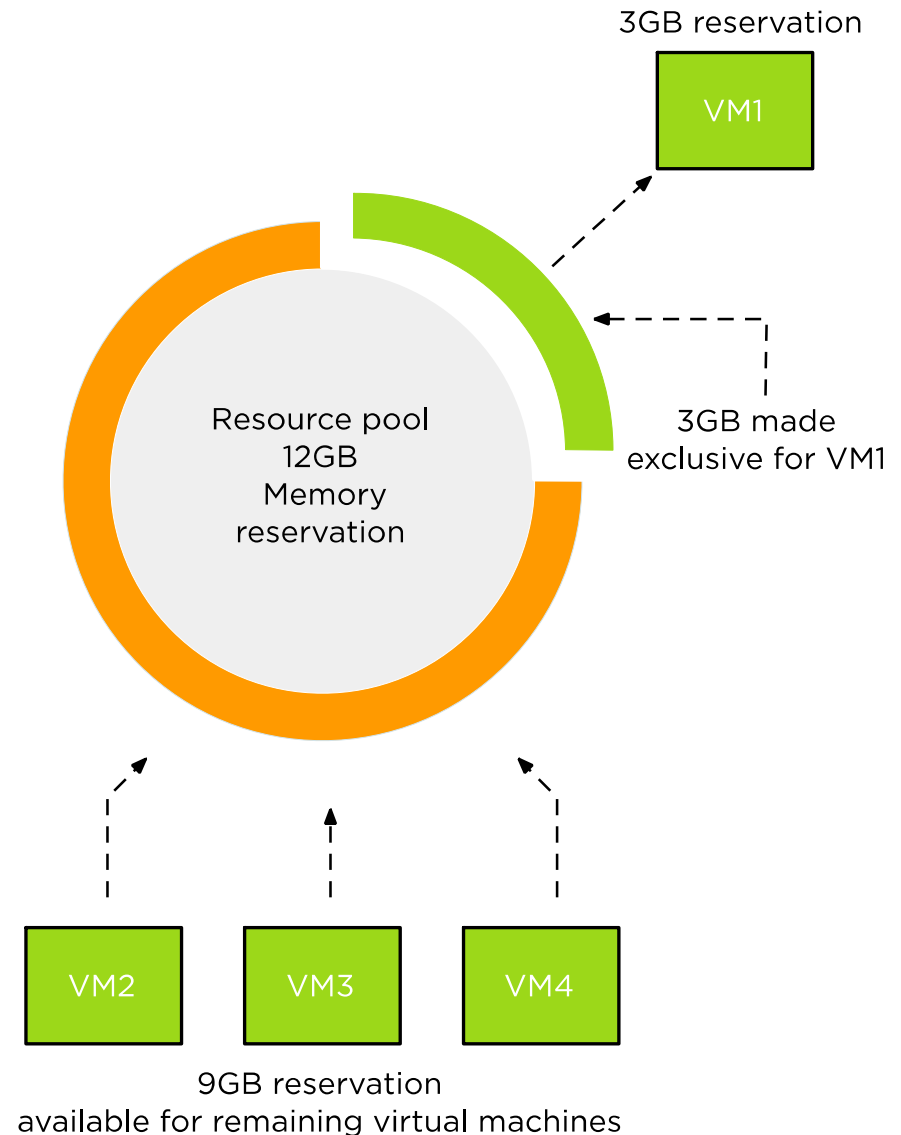 3GB reservation
VM1
Resource pool
12GB
Memory
reservation
3GB made
exclusive for VM1
VM2
VM3
VM4
9GB reservation
available for remaining virtual machines